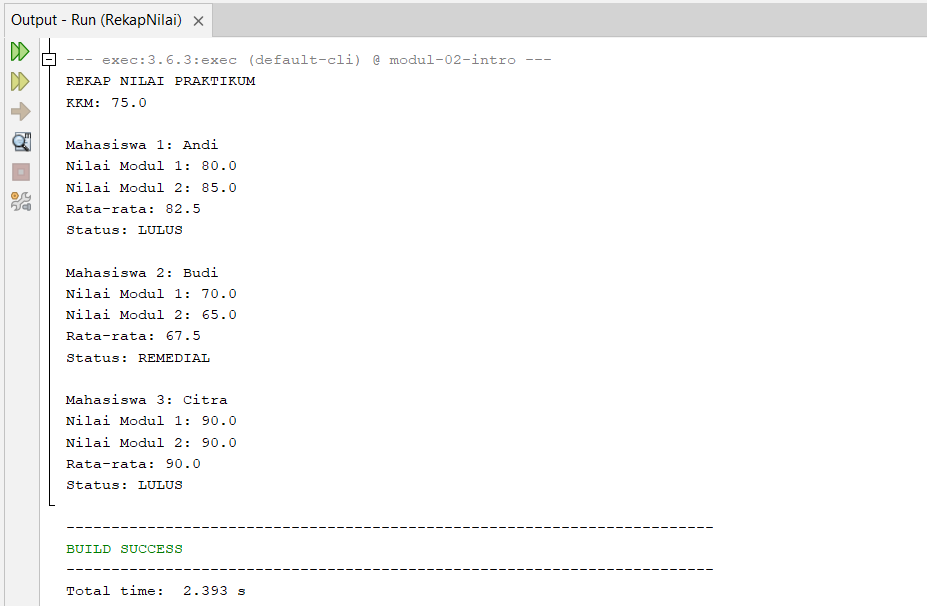 Output - Run (RekapNilai) ×
--- exec:3.6.3:exec (default-cli) @ modul-02-intro ---
REKAP NILAI PRAKTIKUM
KKM: 75.0
Mahasiswa 1: Andi
Nilai Modul 1: 80.0
Nilai Modul 2: 85.0
Rata-rata: 82.5
Status: LULUS
Mahasiswa 2: Budi
Nilai Modul 1: 70.0
Nilai Modul 2: 65.0
Rata-rata: 67.5
Status: REMEDIAL
Mahasiswa 3: Citra
Nilai Modul 1: 90.0
Nilai Modul 2: 90.0
Rata-rata: 90.0
Status: LULUS
------------------------------------------------------------------------
BUILD SUCCESS
------------------------------------------------------------------------
Total time:  2.393 s